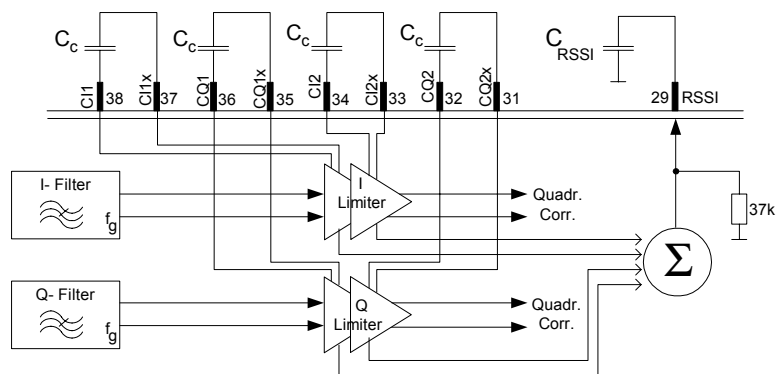 Cc
Cc
Cc
Cc
CRSSI
CI1
38
CI1x
37
CQ1
36
CQ1x
35
CI2
34
CI2x
33
CQ2
32
CQ2x
31
29
RSSI
I- Filter
fg
I
Limiter
Quadr.
Corr.
37k
Σ
Q- Filter
fg
Q
Limiter
Quadr.
Corr.